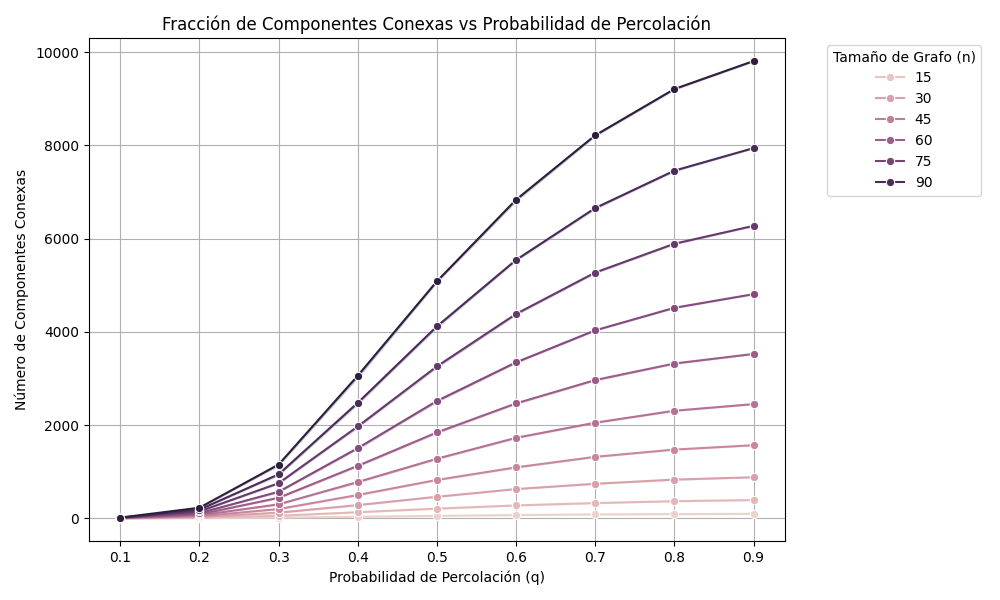 Fracción de Componentes Conexas vs Probabilidad de Percolación
Número de Componentes Conexas
10000
8000
6000
4000
2000
0
0.1 0.2 0.3 0.4 0.5 0.6 0.7 0.8 0.9
Probabilidad de Percolación (q)
Tamaño de Grafo (n)
15
30
45
60
75
90